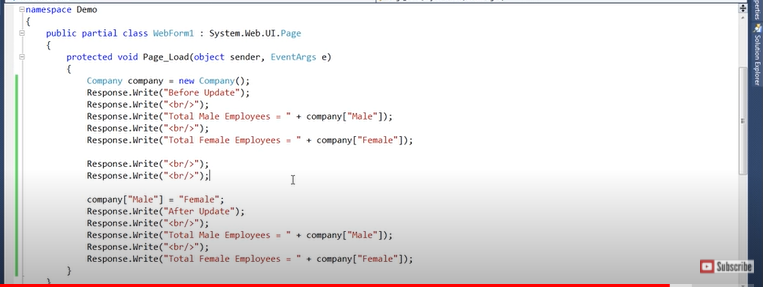 namespace Demo
{
public partial class WebForm1 : System.Web.UI.Page
{
protected void Page_Load(object sender, EventArgs e)
{
Company company = new Company();
Response.Write("Before Update");
Response.Write("<br/>");
Response.Write("Total Male Employees = " + company["Male"]);
Response.Write("<br/>");
Response.Write("Total Female Employees = " + company["Female"]);
Response.Write("<br/>");
Response.Write("<br/>");
company["Male"] = "Female";
Response.Write("After Update");
Response.Write("<br/>");
Response.Write("Total Male Employees = " + company["Male"]);
Response.Write("<br/>");
Response.Write("Total Female Employees = " + company["Female"]);
}
}
Solution Explorer
Subscribe